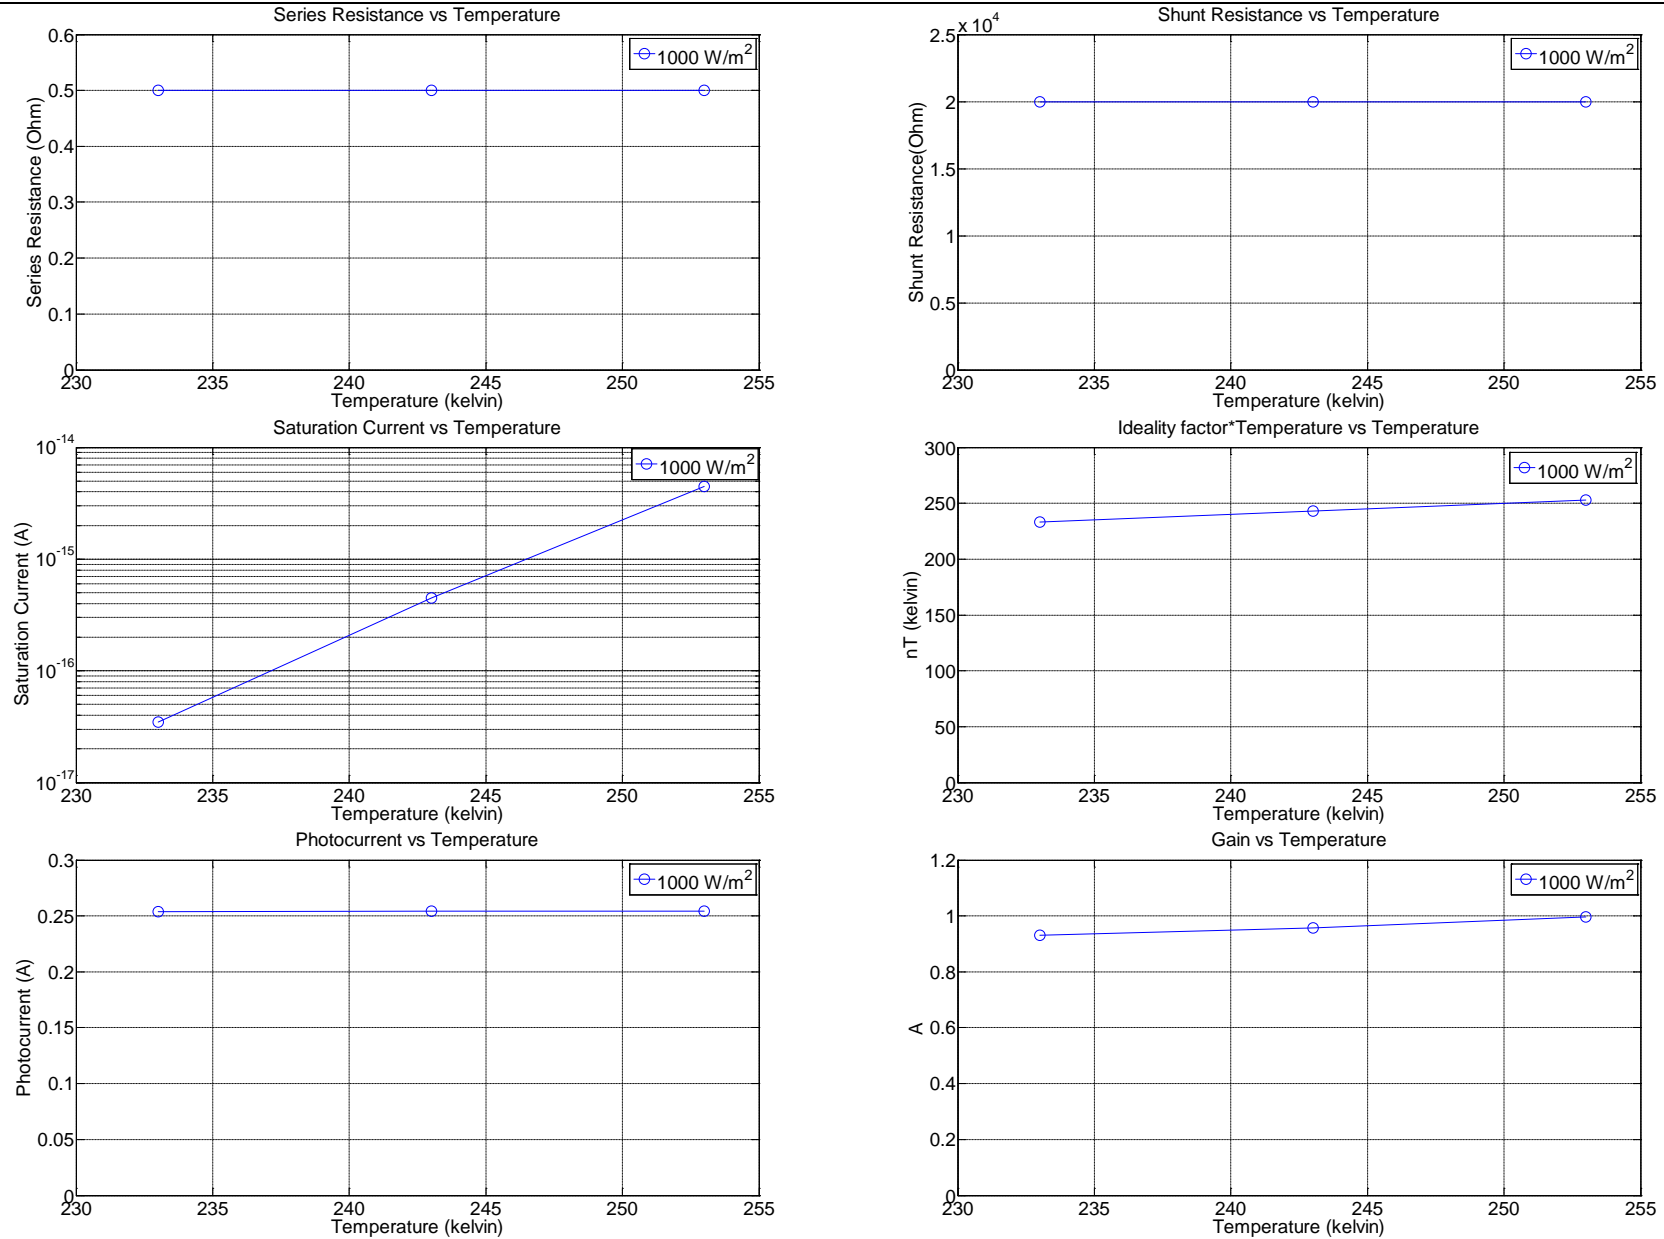 Series Resistance vs Temperature
0.6
0.5
0.4
0.3
0.2
0.1
0
Series Resistance (Ohm)
1000 W/m2
230 235 240 245 250 255
Temperature (kelvin)
Shunt Resistance vs Temperature
x 10^4
2.5
2
1.5
1
0.5
0
Shunt Resistance(Ohm)
1000 W/m2
230 235 240 245 250 255
Temperature (kelvin)
Saturation Current vs Temperature
10^-14
10^-15
10^-16
10^-17
Saturation Current (A)
1000 W/m2
230 235 240 245 250 255
Temperature (kelvin)
Ideality factor*Temperature vs Temperature
300
250
200
150
100
50
0
nT (kelvin)
1000 W/m2
230 235 240 245 250 255
Temperature (kelvin)
Photocurrent vs Temperature
0.3
0.25
0.2
0.15
0.1
0.05
0
Photocurrent (A)
1000 W/m2
230 235 240 245 250 255
Temperature (kelvin)
Gain vs Temperature
1.2
1
0.8
0.6
0.4
0.2
0
A
1000 W/m2
230 235 240 245 250 255
Temperature (kelvin)